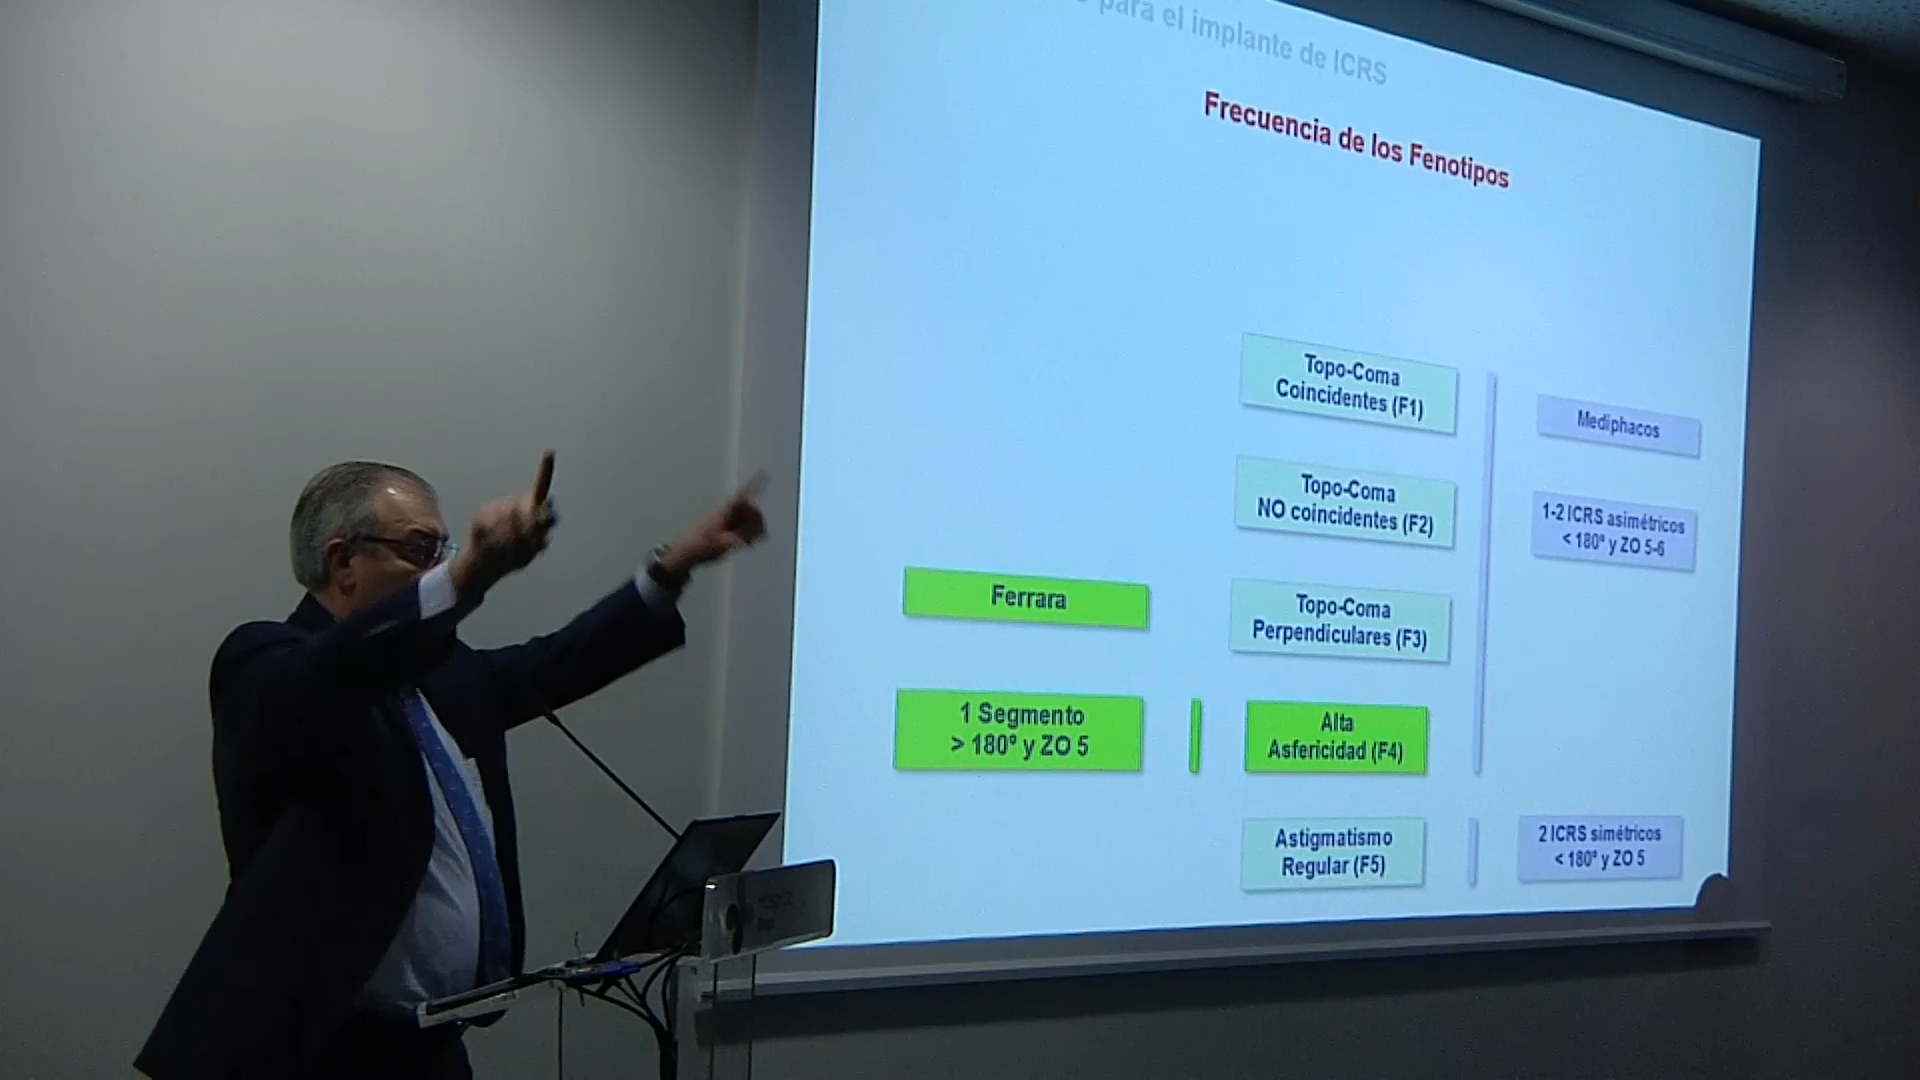 para el implante de ICRS
Frecuencia de los Fenotipos
Topo-Coma
Coincidentes (F1)
Mediphacos
Topo-Coma
NO coincidentes (F2)
1-2 ICRS asimétricos
< 180º y ZO 5-6
Ferrara
Topo-Coma
Perpendiculares (F3)
1 Segmento
> 180º y ZO 5
Alta
Asfericidad (F4)
Astigmatismo
Regular (F5)
2 ICRS simétricos
< 180º y ZO 5